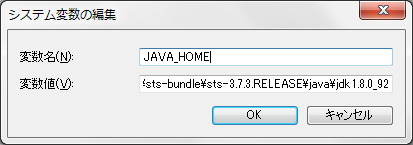 システム変数の編集
変数名(N):
JAVA_HOME
変数値(V):
sts-bundle¥sts-3.7.3.RELEASE¥java¥jdk1.8.0_92
OK
キャンセル